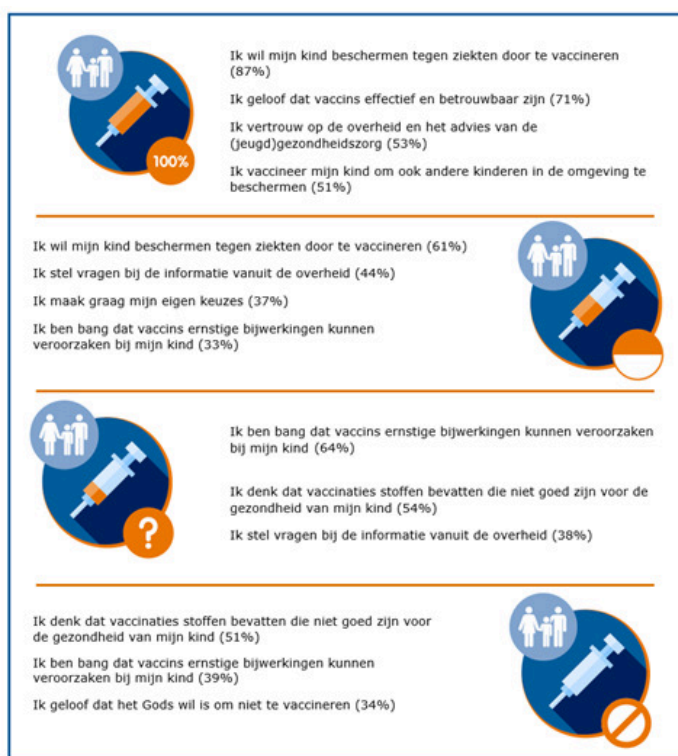 Ik wil mijn kind beschermen tegen ziekten door te vaccineren
(87%)
Ik geloof dat vaccins effectief en betrouwbaar zijn (71%)
Ik vertrouw op de overheid en het advies van de
(jeugd)gezondheidszorg (53%)
Ik vaccineer mijn kind om ook andere kinderen in de omgeving te
beschermen (51%)
100%
Ik wil mijn kind beschermen tegen ziekten door te vaccineren (61%)
Ik stel vragen bij de informatie vanuit de overheid (44%)
Ik maak graag mijn eigen keuzes (37%)
Ik ben bang dat vaccins ernstige bijwerkingen kunnen
veroorzaken bij mijn kind (33%)
Ik ben bang dat vaccins ernstige bijwerkingen kunnen veroorzaken
bij mijn kind (64%)
Ik denk dat vaccinaties stoffen bevatten die niet goed zijn voor de
gezondheid van mijn kind (54%)
Ik stel vragen bij de informatie vanuit de overheid (38%)
?
Ik denk dat vaccinaties stoffen bevatten die niet goed zijn voor
de gezondheid van mijn kind (51%)
Ik ben bang dat vaccins ernstige bijwerkingen kunnen
veroorzaken bij mijn kind (39%)
Ik geloof dat het Gods wil is om niet te vaccineren (34%)